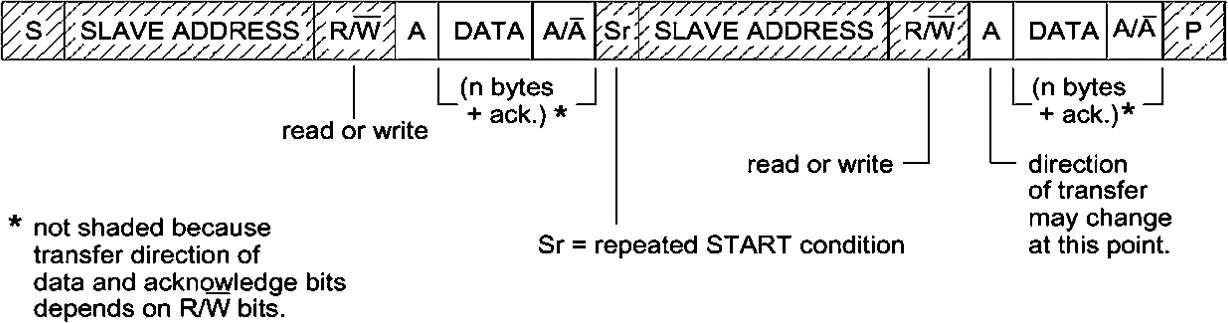 S SLAVE ADDRESS R/W̅ A DATA A/A̅ Sr SLAVE ADDRESS R/W̅ A DATA A/A̅ P
(n bytes
+ ack.) *
(n bytes
+ ack.)*
read or write
read or write
direction
of transfer
may change
at this point.
Sr = repeated START condition
* not shaded because
transfer direction of
data and acknowledge bits
depends on R/W̅ bits.